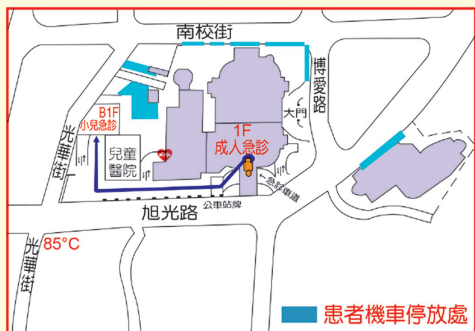 南校街
博愛路
大門
B1F
小兒急診
1F
成人急診
光華街
兒童
醫院
急診車道
公車站牌
旭光路
光華街
85°C
患者機車停放處